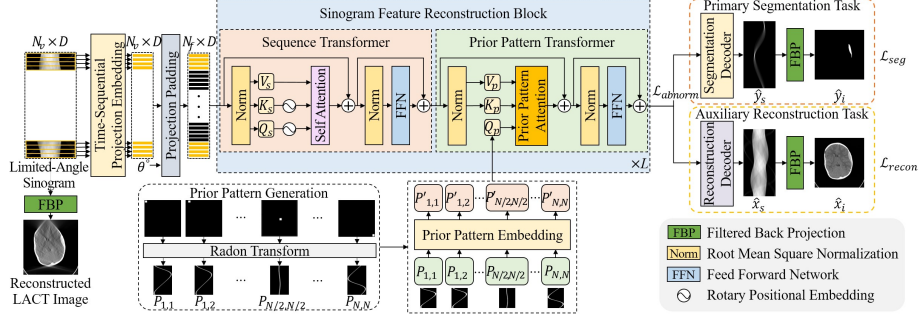 N_v × D
Time-Sequential
Projection Embedding
N_v × D
Projection Padding
N_f × D
θ°
Limited-Angle
Sinogram
FBP
Reconstructed
LACT Image
Sinogram Feature Reconstruction Block
Sequence Transformer
Norm
V_s
K_s
Q_s
Self Attention
Norm
FFN
Prior Pattern Transformer
Norm
V_p
K_p
Q_p
Prior Pattern
Attention
Norm
FFN
×L
ℒ_abnorm
Prior Pattern Generation
...
...
Radon Transform
...
...
P_1,1
P_1,2
P_N/2,N/2
P_N,N
P'_1,1
P'_1,2
...
P'_N/2,N/2
...
P'_N,N
Prior Pattern Embedding
P_1,1
P_1,2
...
P_N/2,N/2
...
P_N,N
...
...
Primary Segmentation Task
Segmentation
Decoder
FBP
ŷ_s
ŷ_i
ℒ_seg
Auxiliary Reconstruction Task
Reconstruction
Decoder
FBP
x̂_s
x̂_i
ℒ_recon
FBP Filtered Back Projection
Norm Root Mean Square Normalization
FFN Feed Forward Network
Rotary Positional Embedding